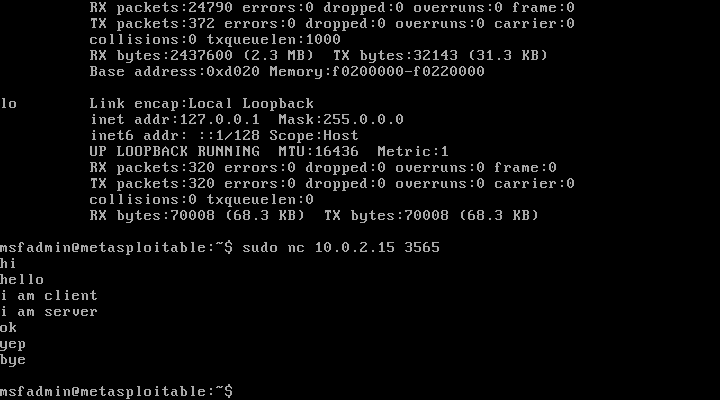 RX packets:24790 errors:0 dropped:0 overruns:0 frame:0
TX packets:372 errors:0 dropped:0 overruns:0 carrier:0
collisions:0 txqueuelen:1000
RX bytes:2437600 (2.3 MB)  TX bytes:32143 (31.3 KB)
Base address:0xd020 Memory:f0200000-f0220000
lo        Link encap:Local Loopback
inet addr:127.0.0.1  Mask:255.0.0.0
inet6 addr: ::1/128 Scope:Host
UP LOOPBACK RUNNING  MTU:16436  Metric:1
RX packets:320 errors:0 dropped:0 overruns:0 frame:0
TX packets:320 errors:0 dropped:0 overruns:0 carrier:0
collisions:0 txqueuelen:0
RX bytes:70008 (68.3 KB)  TX bytes:70008 (68.3 KB)
msfadmin@metasploitable:~$ sudo nc 10.0.2.15 3565
hi
hello
i am client
i am server
ok
yep
bye
msfadmin@metasploitable:~$